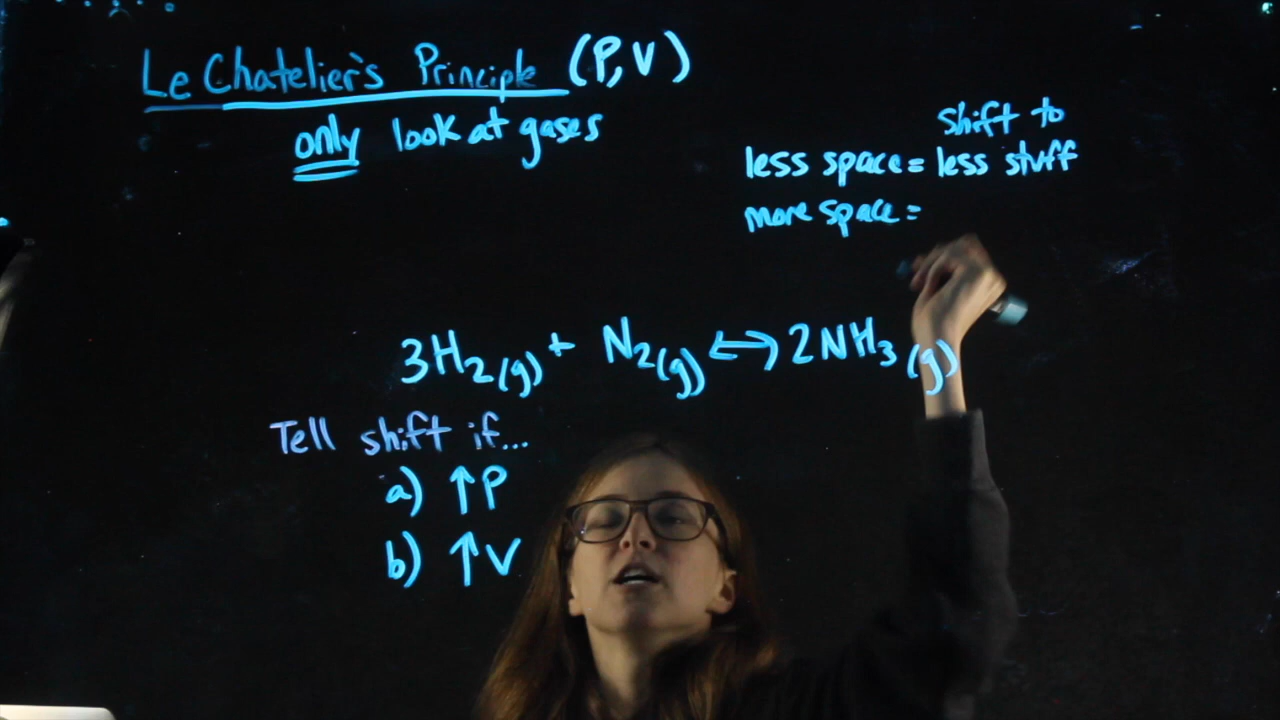 Le Chatelier's Principle (P,V)
only look at gases
shift to
less space = less stuff
more space =
3H₂(g) + N₂(g) ↔ 2NH₃(g)
Tell shift if...
a) ↑P
b) ↑V